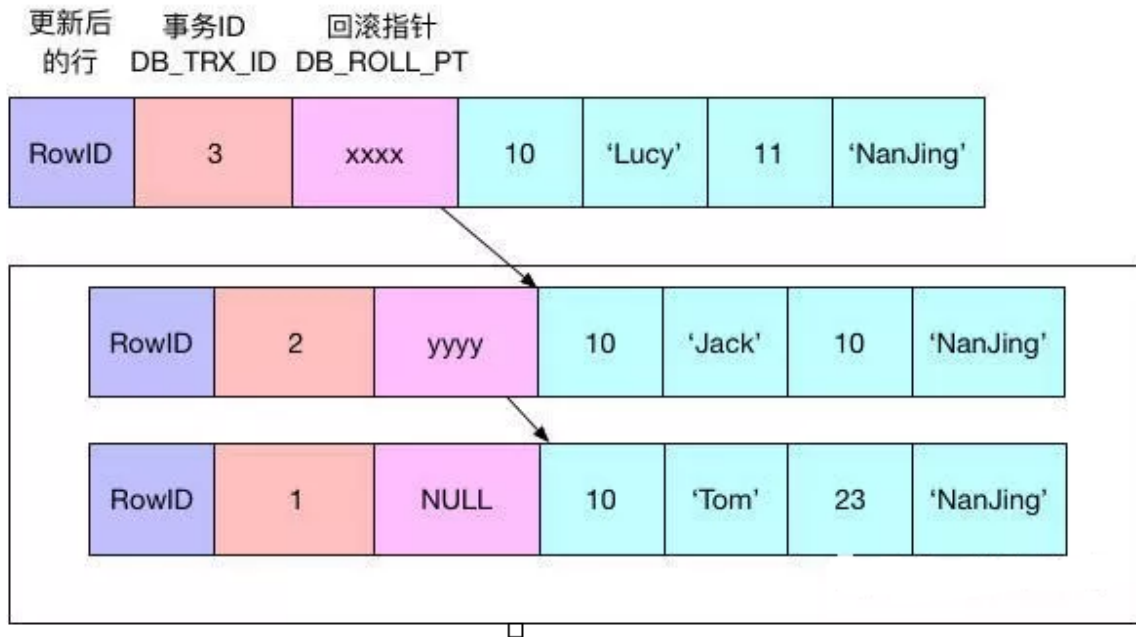 更新后 事务ID 回滚指针
的行 DB_TRX_ID DB_ROLL_PT
RowID 3 xxxx 10 ‘Lucy’ 11 ‘NanJing’
RowID 2 yyyy 10 ‘Jack’ 10 ‘NanJing’
RowID 1 NULL 10 ‘Tom’ 23 ‘NanJing’